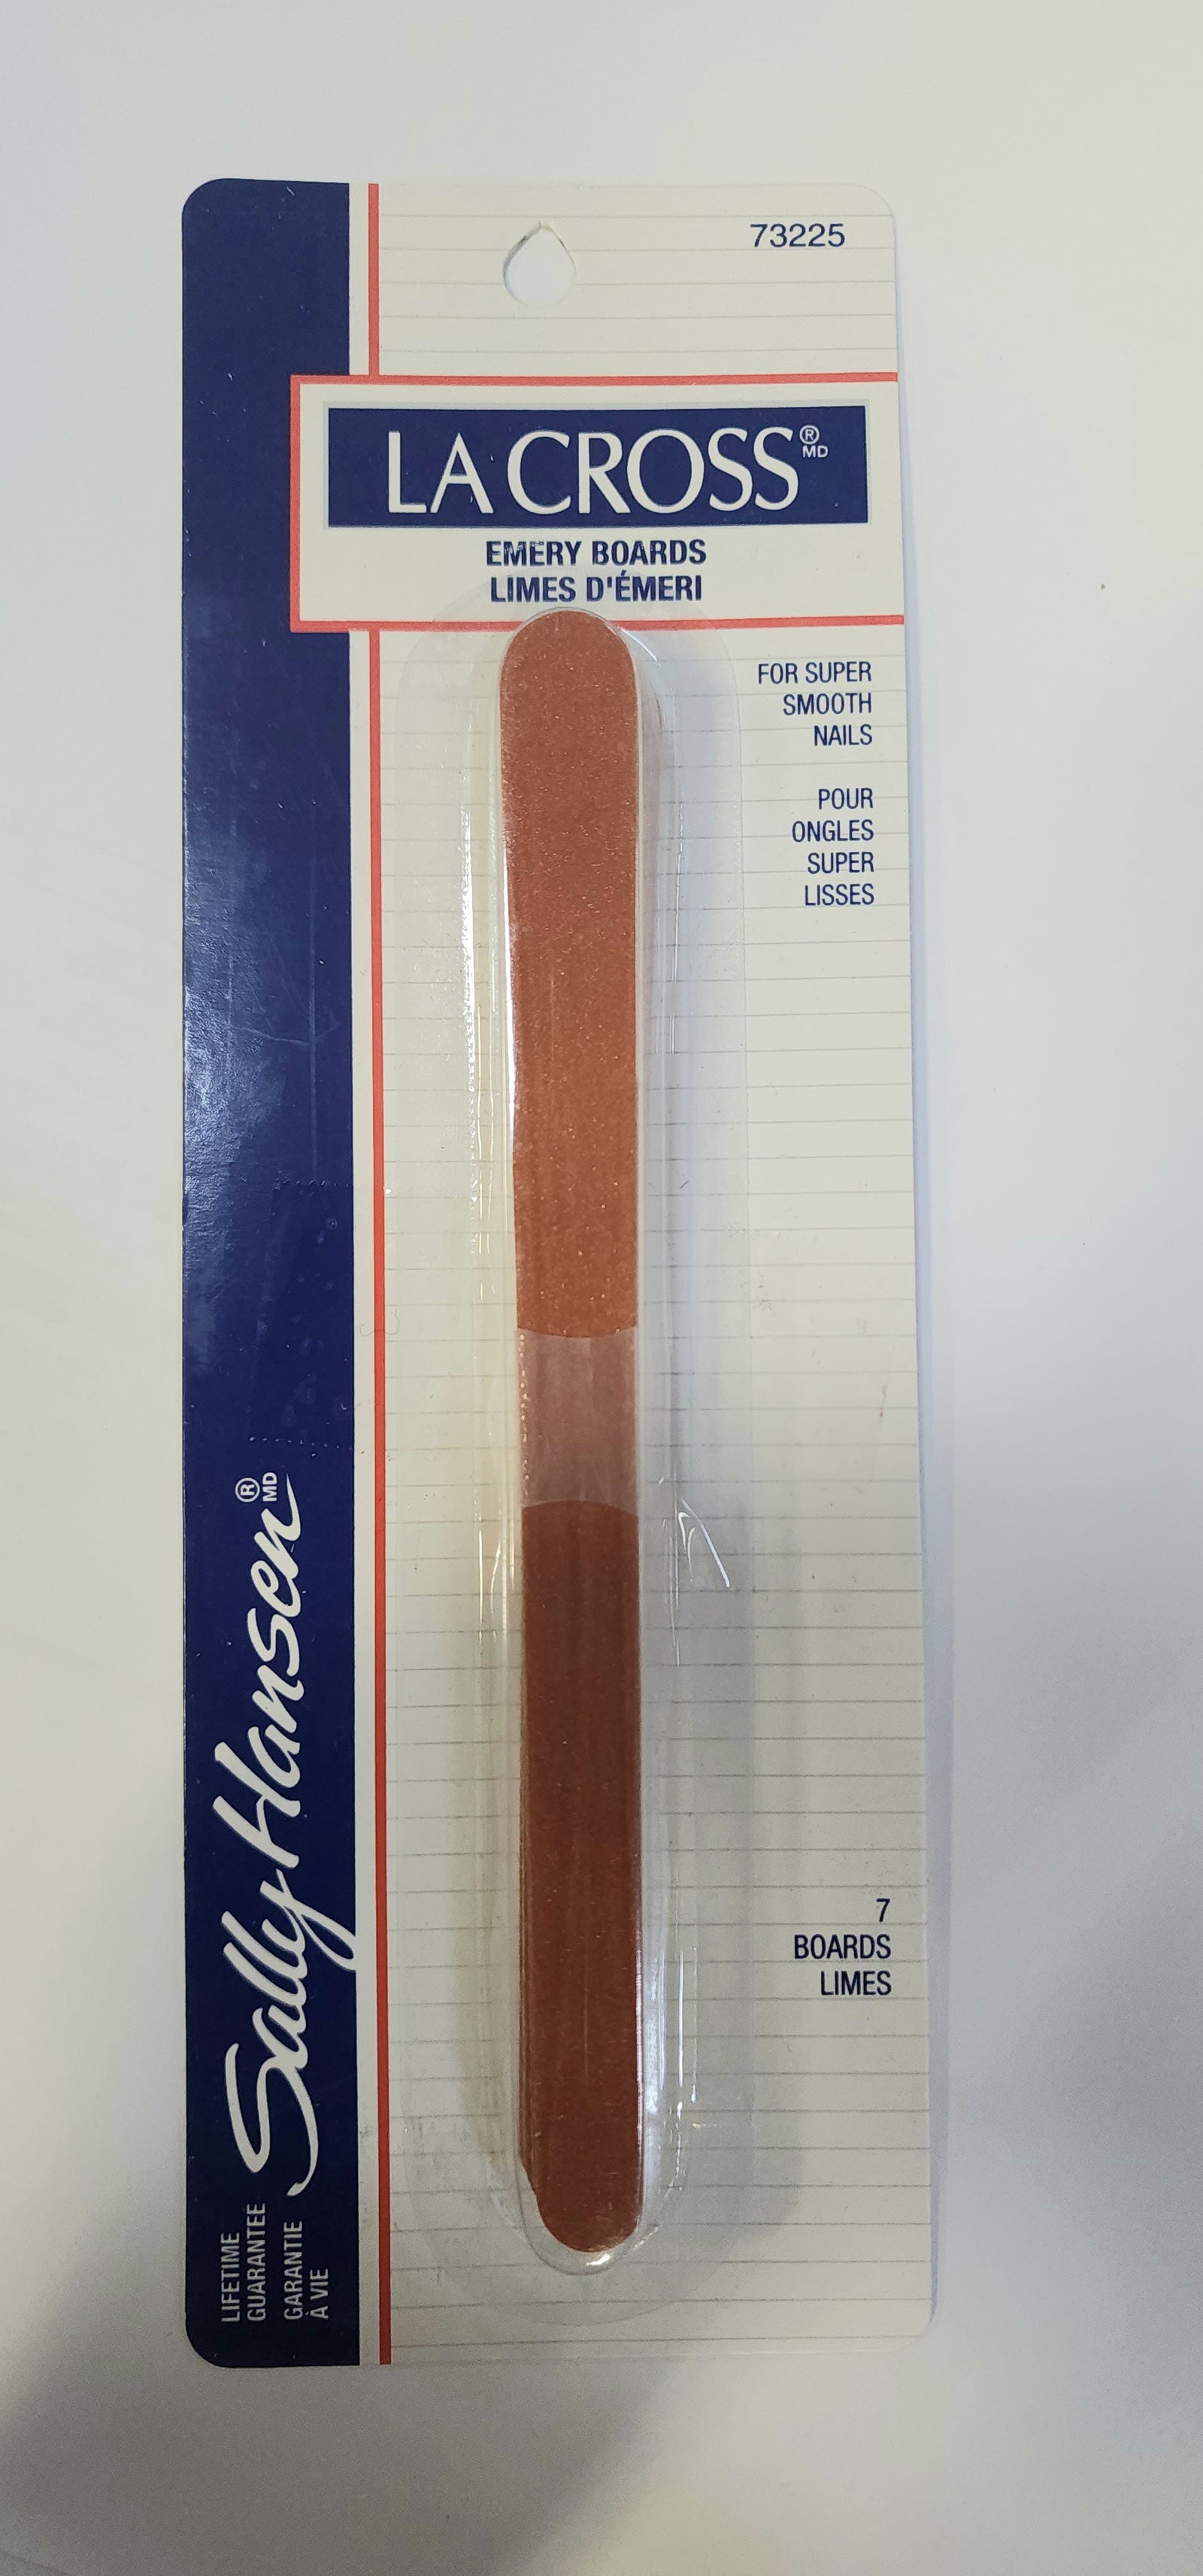 73225
LA CROSS® MD
EMERY BOARDS
LIMES D'ÉMERI
FOR SUPER
SMOOTH
NAILS
POUR
ONGLES
SUPER
LISSES
7
BOARDS
LIMES
Sally Hansen® MD
LIFETIME
GUARANTEE
GARANTIE
À VIE